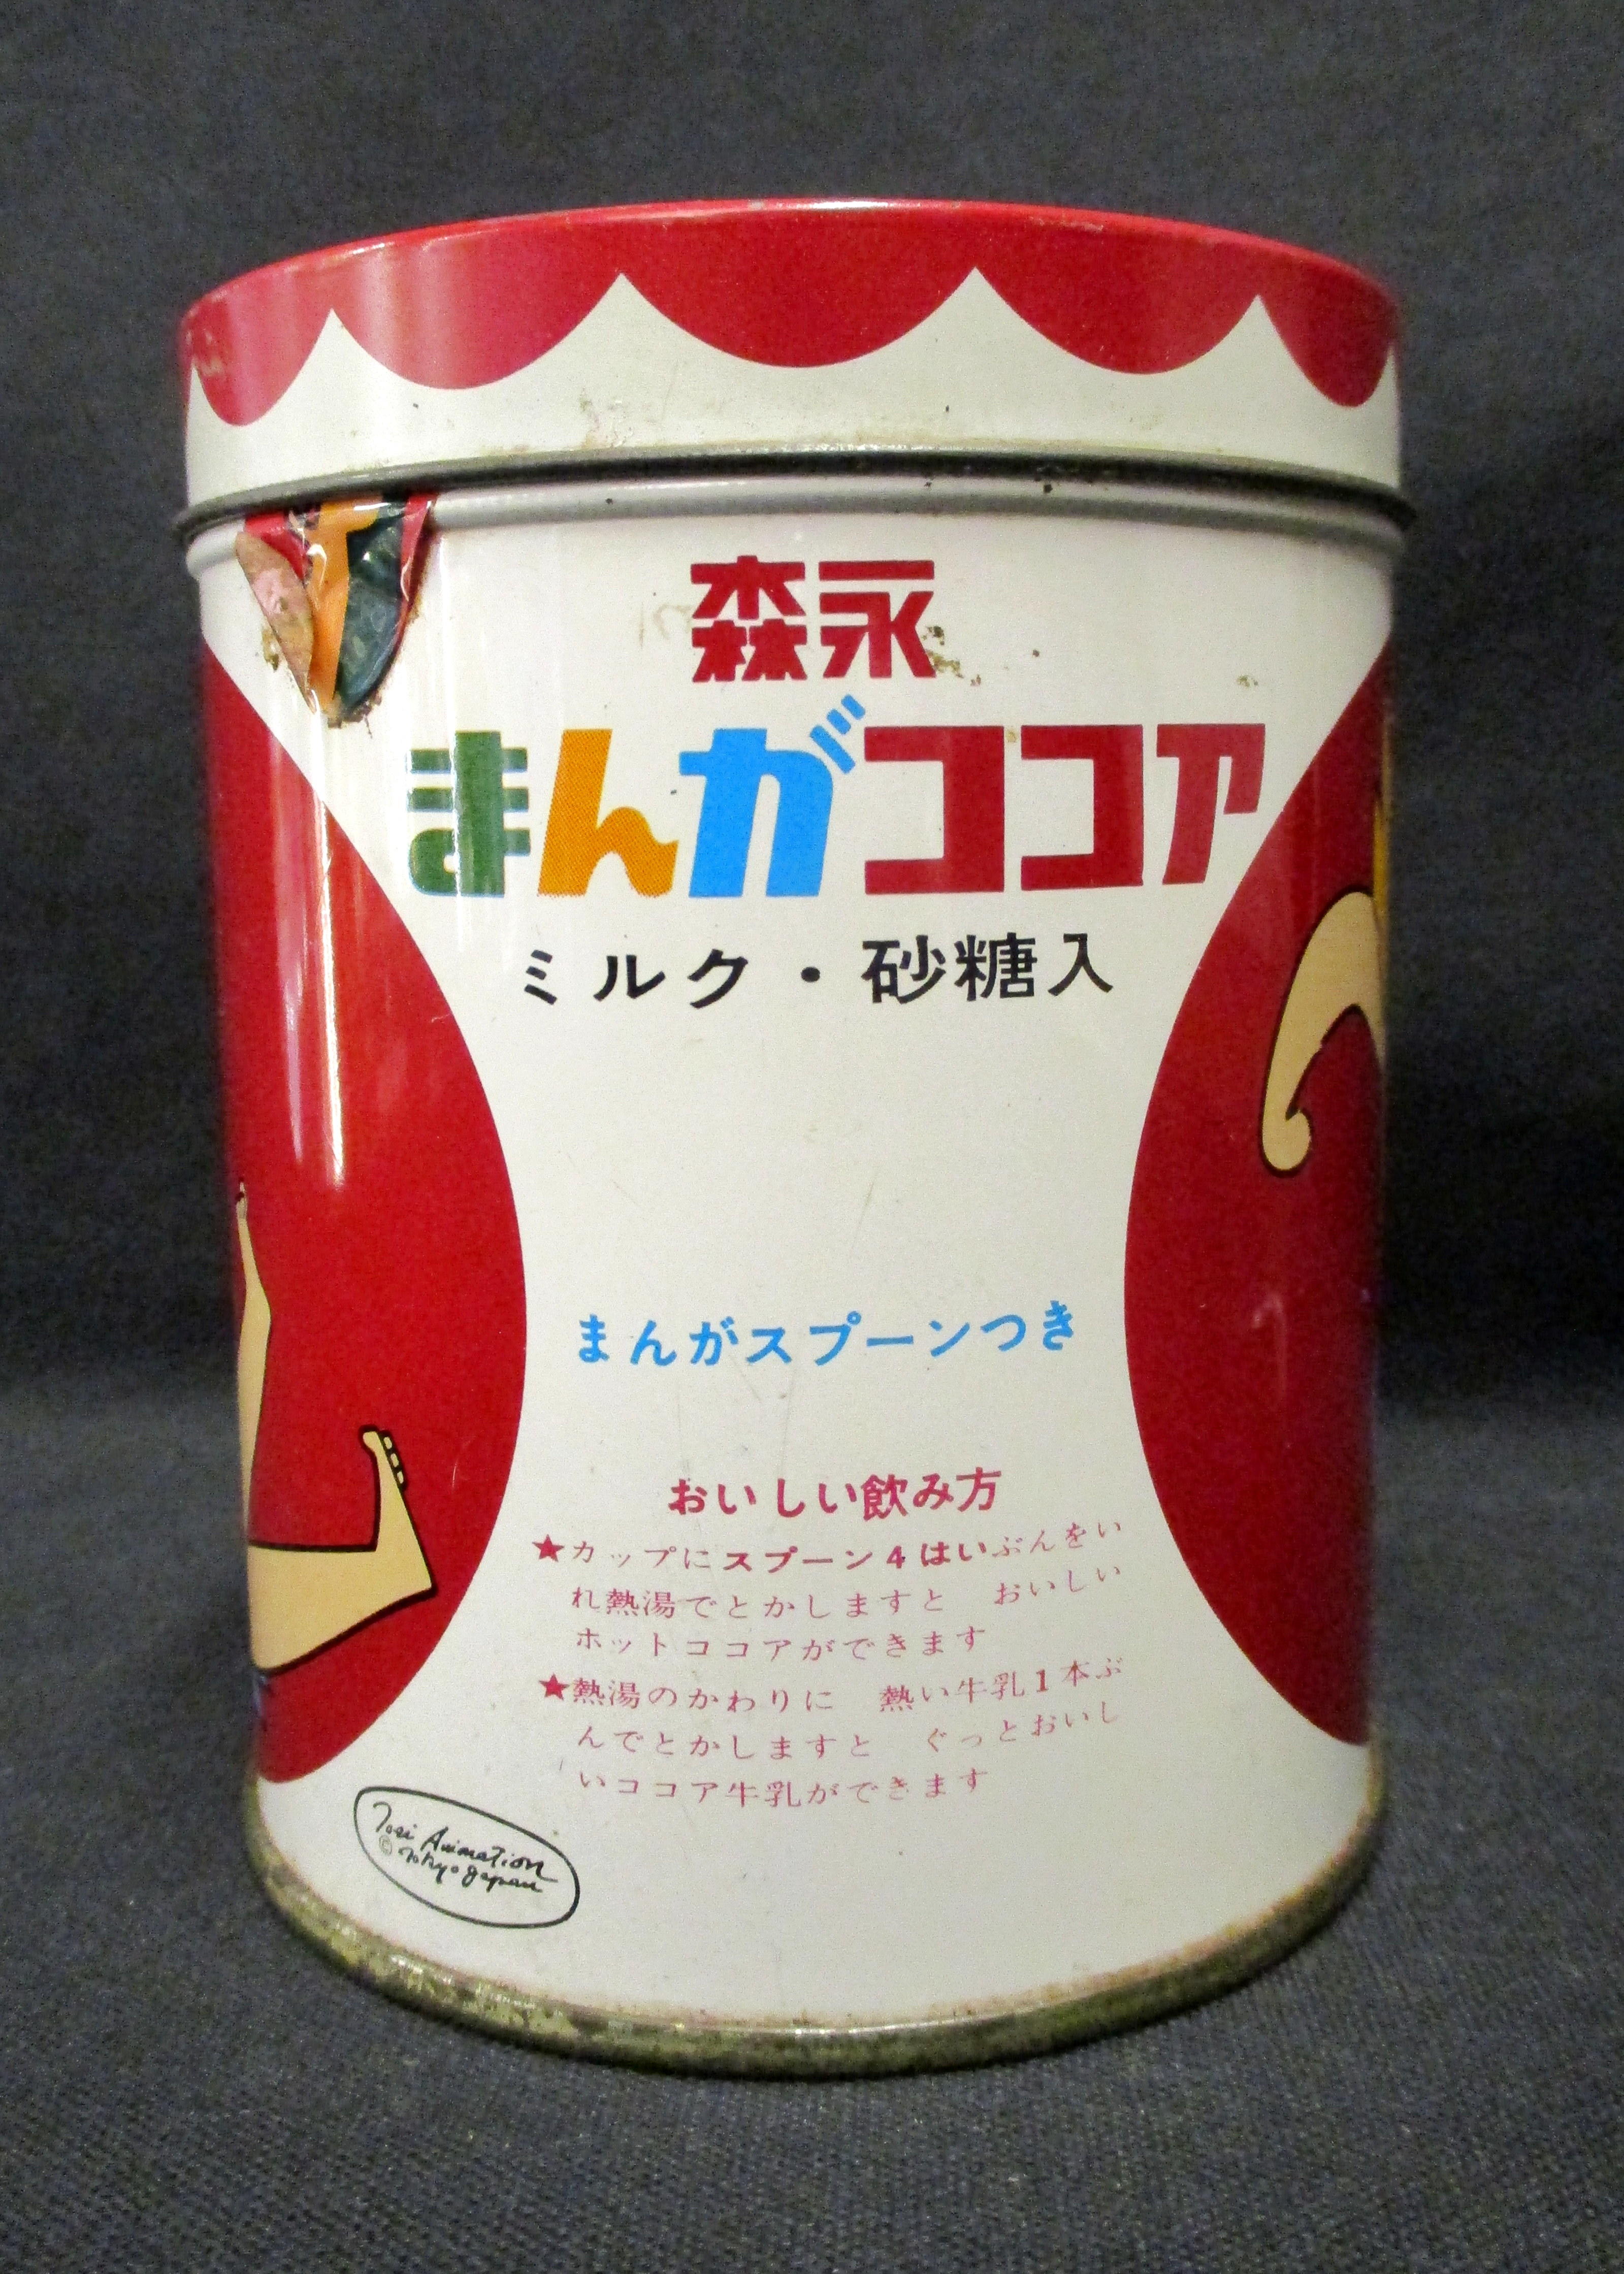 森永
まんがココア
ミルク・砂糖入
まんがスプーンつき
おいしい飲み方
★カップにスプーン4はいぶんをい
れ熱湯でとかしますと　おいしい
ホットココアができます
★熱湯のかわりに　熱い牛乳1本ぶ
んでとかしますと　ぐっとおいし
いココア牛乳ができます
Animation
© Tokyo Japan